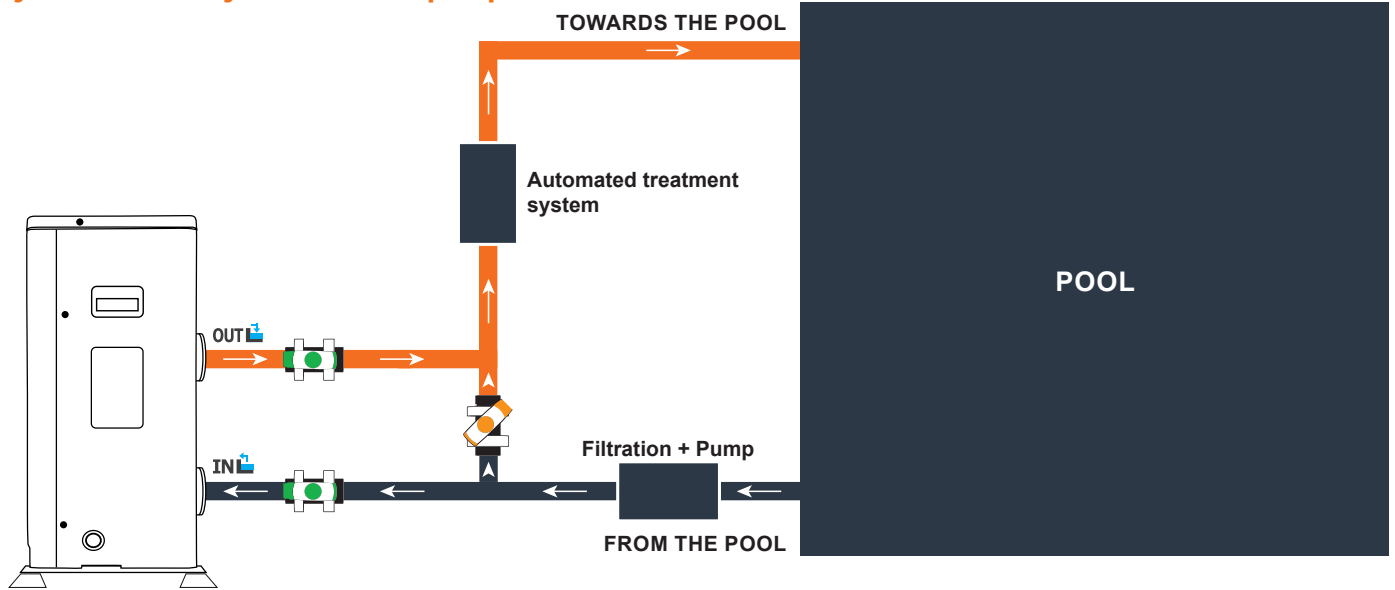 TOWARDS THE POOL
Automated treatment
system
POOL
OUT
IN
Filtration + Pump
FROM THE POOL